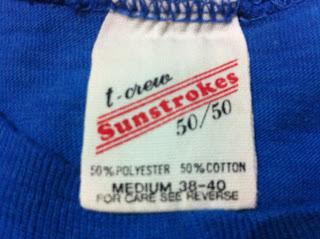 t-crew
Sunstrokes
50/50
50% POLYESTER 50% COTTON
MEDIUM 38-40
FOR CARE SEE REVERSE